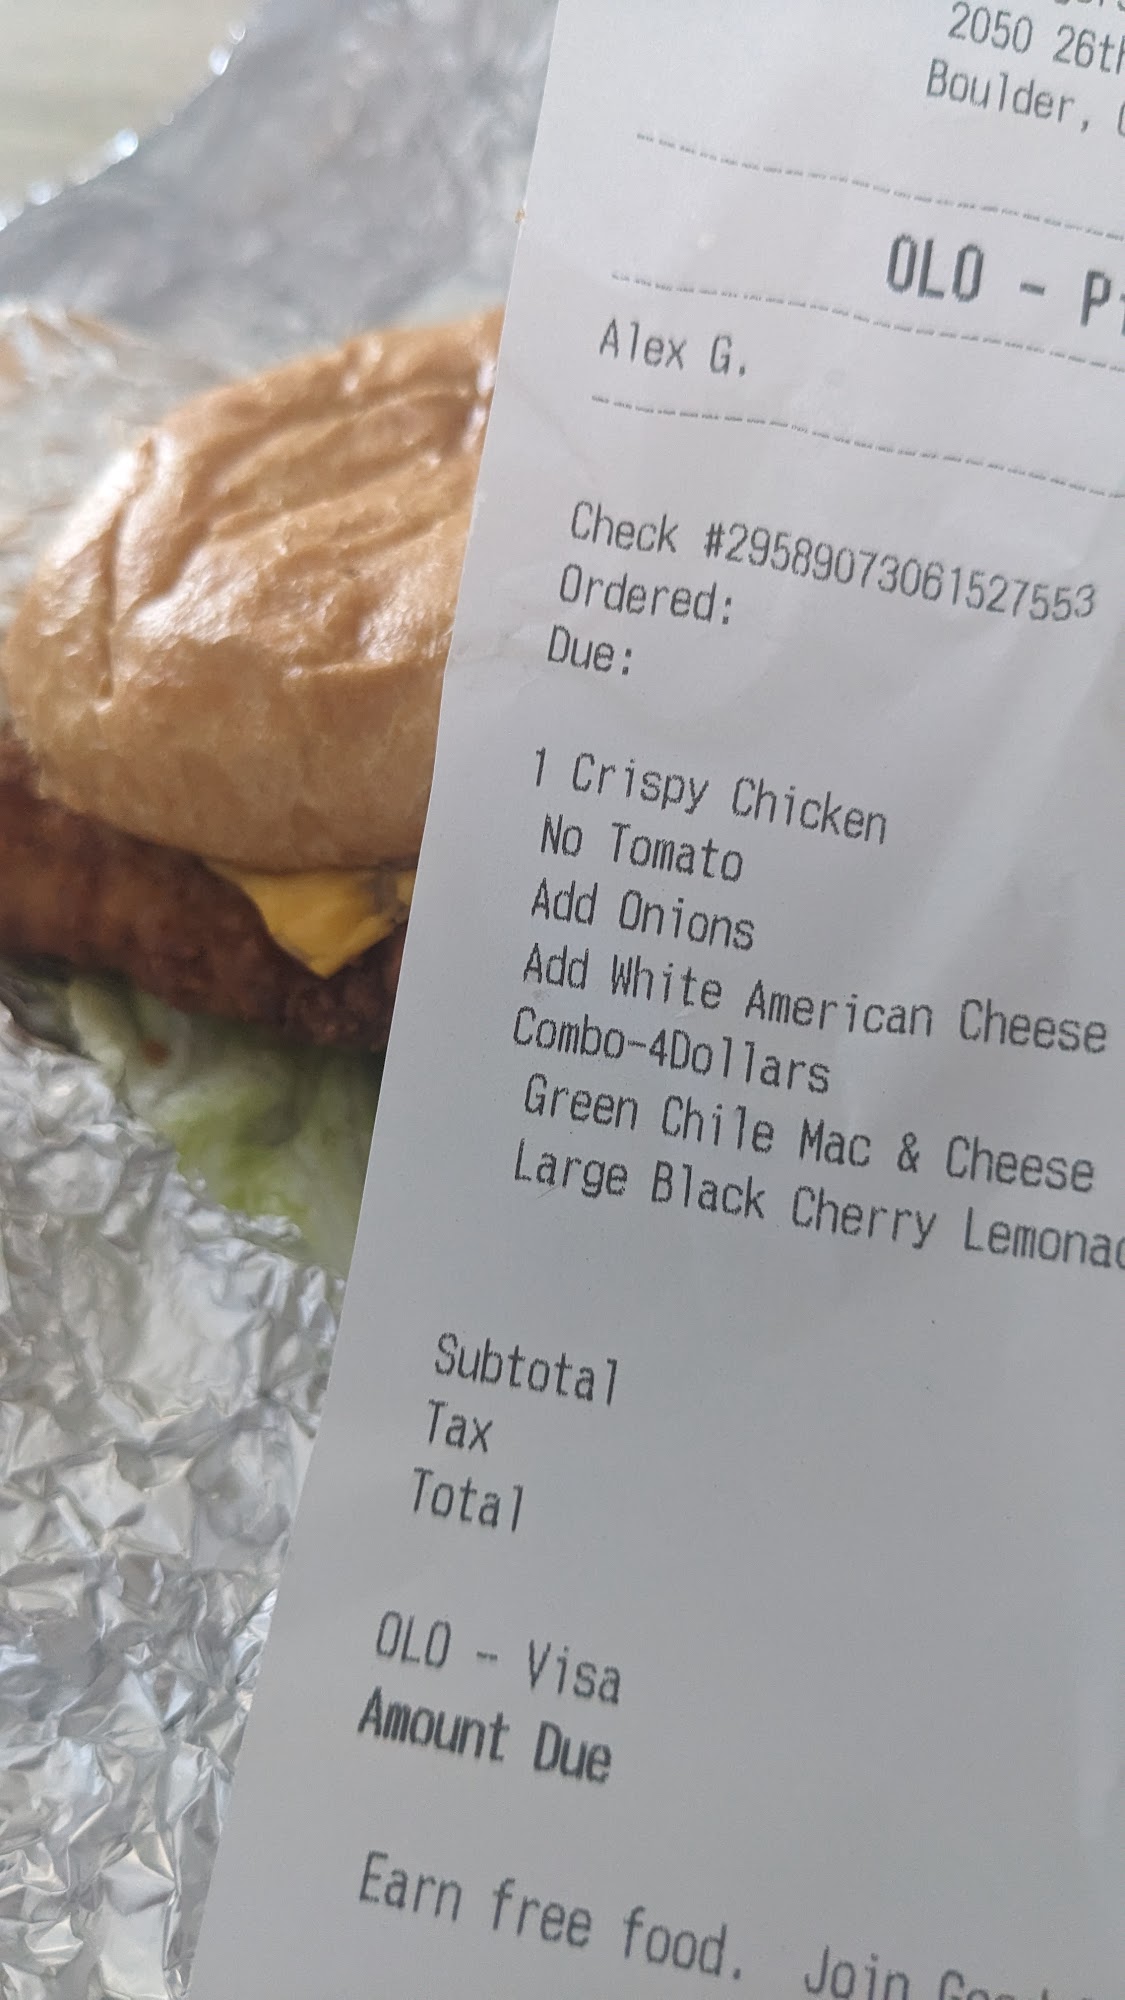 2050 26th
Boulder,
OLO -
Alex G.
Check #29589073061527553
Ordered:
Due:
1 Crispy Chicken
No Tomato
Add Onions
Add White American Cheese
Combo-4Dollars
Green Chile Mac & Cheese
Large Black Cherry
Subtotal
Tax
Total
OLO - Visa
Amount Due
Earn free food. Join